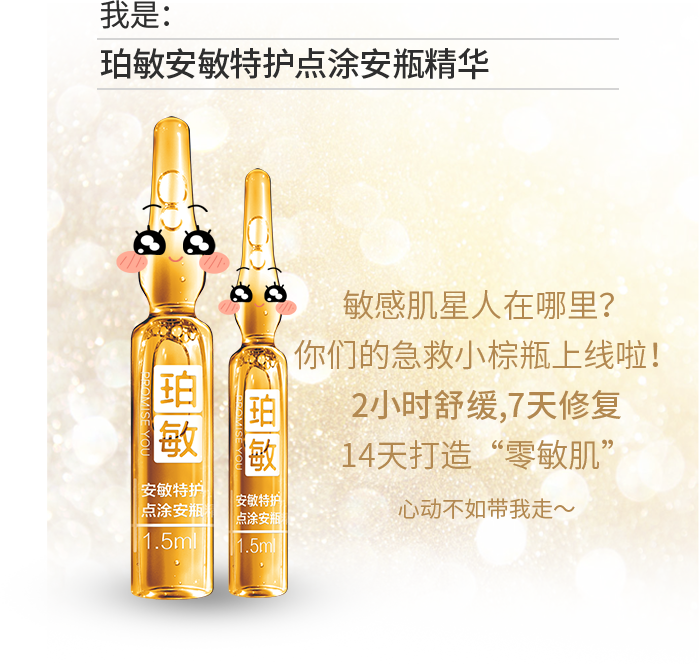 我是：
珀敏安敏特护点涂安瓶精华
敏感肌星人在哪里？
你们的急救小棕瓶上线啦！
2小时舒缓,7天修复
14天打造“零敏肌”
心动不如带我走～
PROMISE YOU
珀
敏
安敏特护
点涂安瓶
1.5ml
PROMISE YOU
珀
敏
安敏特护
点涂安瓶
1.5ml